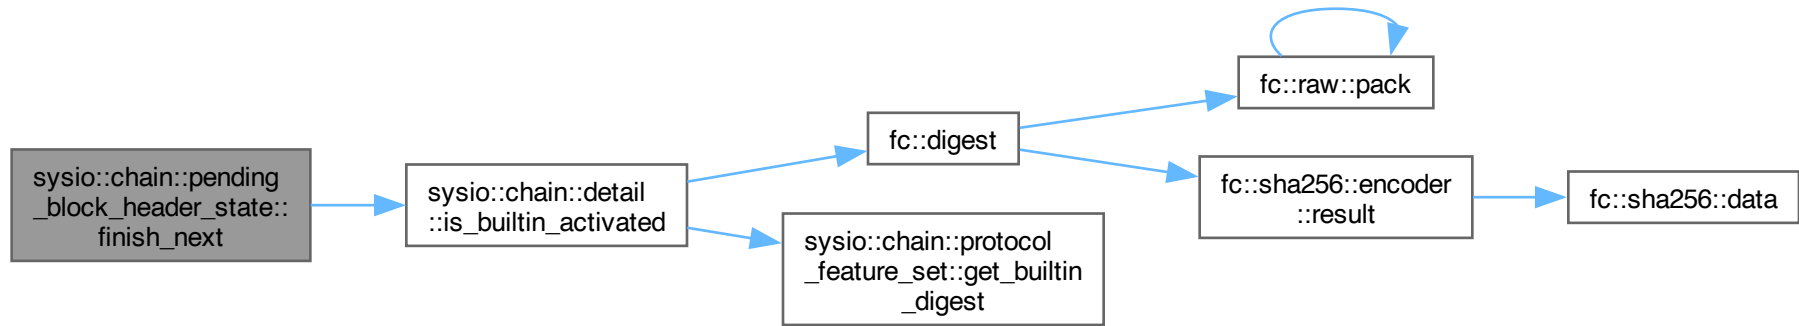 sysio::chain::pending
_block_header_state::
finish_next
sysio::chain::detail
::is_builtin_activated
fc::digest
sysio::chain::protocol
_feature_set::get_builtin
_digest
fc::raw::pack
fc::sha256::encoder
::result
fc::sha256::data